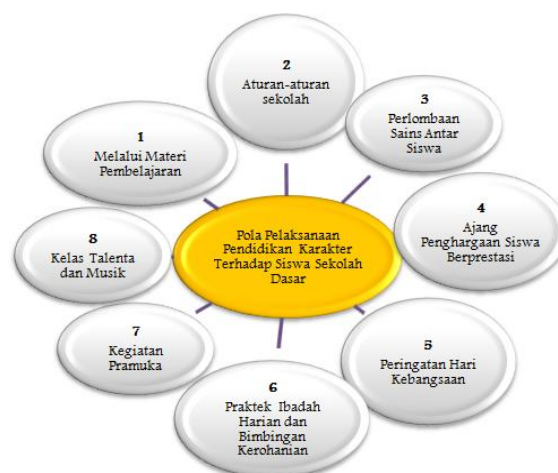 Pola Pelaksanaan
Pendidikan Karakter
Terhadap Siswa Sekolah
Dasar
1
Melalui Materi
Pembelajaran
2
Aturan-aturan
sekolah
3
Perlombaan
Sains Antar
Siswa
4
Ajang
Penghargaan Siswa
Berprestasi
5
Peringatan Hari
Kebangsaan
6
Praktek Ibadah
Harian dan
Bimbingan
Kerohanian
7
Kegiatan
Pramuka
8
Kelas Talenta
dan Musik